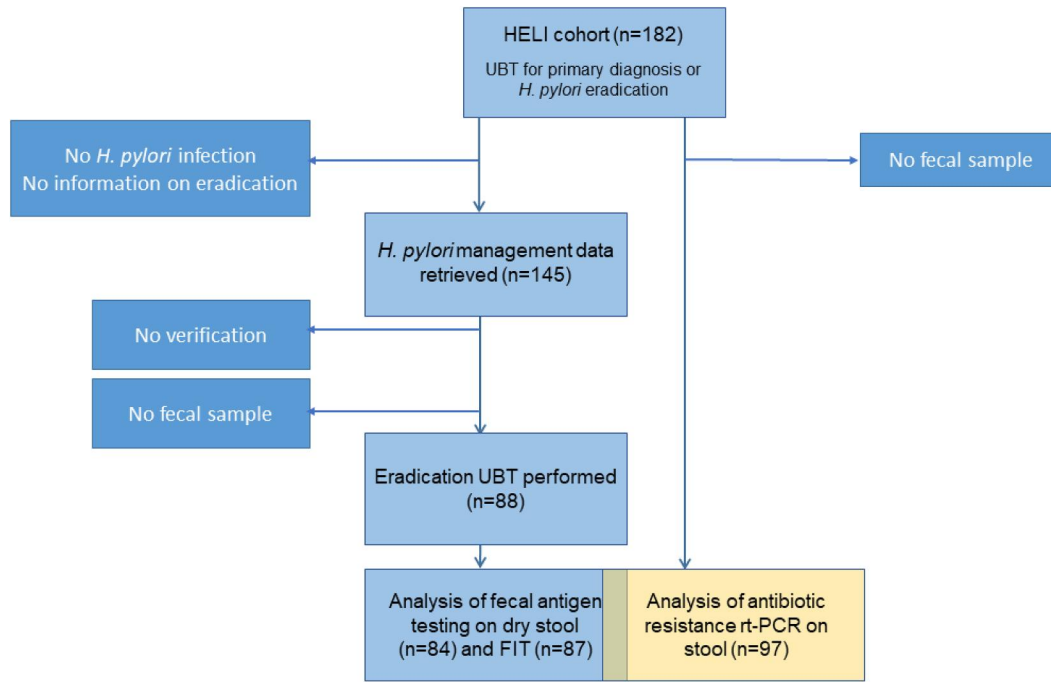 HELI cohort (n=182)
UBT for primary diagnosis or
H. pylori eradication
No H. pylori infection
No information on eradication
No fecal sample
H. pylori management data
retrieved (n=145)
No verification
No fecal sample
Eradication UBT performed
(n=88)
Analysis of fecal antigen
testing on dry stool
(n=84) and FIT (n=87)
Analysis of antibiotic
resistance rt-PCR on
stool (n=97)